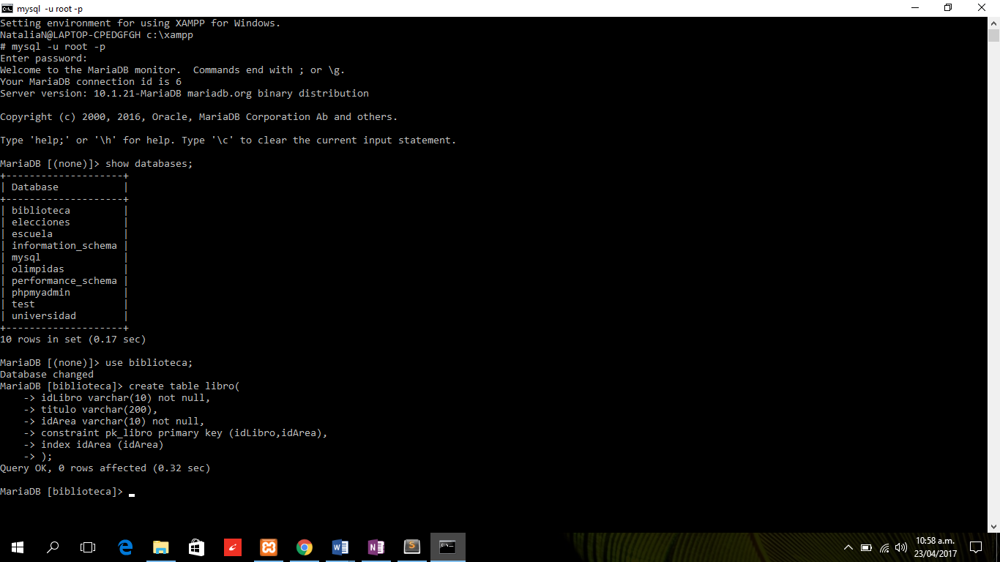 mysql -u root -p
Setting environment for using XAMPP for Windows.
NataliaN@LAPTOP-CPEDGFGH c:\xampp
# mysql -u root -p
Enter password:
Welcome to the MariaDB monitor.  Commands end with ; or \g.
Your MariaDB connection id is 6
Server version: 10.1.21-MariaDB mariadb.org binary distribution

Copyright (c) 2000, 2016, Oracle, MariaDB Corporation Ab and others.

Type 'help;' or '\h' for help. Type '\c' to clear the current input statement.

MariaDB [(none)]> show databases;
+--------------------+
| Database           |
+--------------------+
| biblioteca         |
| elecciones         |
| escuela            |
| information_schema |
| mysql              |
| olimpidas          |
| performance_schema |
| phpmyadmin         |
| test               |
| universidad        |
+--------------------+
10 rows in set (0.17 sec)

MariaDB [(none)]> use biblioteca;
Database changed
MariaDB [biblioteca]> create table libro(
    -> idLibro varchar(10) not null,
    -> titulo varchar(200),
    -> idArea varchar(10) not null,
    -> constraint pk_libro primary key (idLibro,idArea),
    -> index idArea (idArea)
    -> );
Query OK, 0 rows affected (0.32 sec)

MariaDB [biblioteca]>
10:58 a.m.
23/04/2017